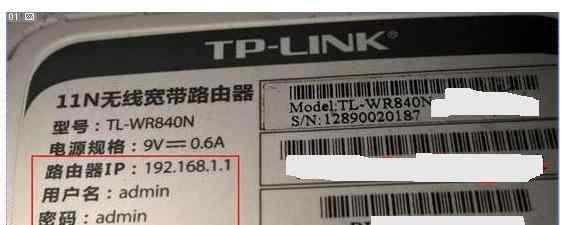 01
TP-LINK®
11N无线宽带路由器
型号：TL-WR840N
电源规格：9V⎓0.6A
路由器IP：192.168.1.1
用户名：admin
密码：admin
Model:TL-WR840N
S/N:12890020187